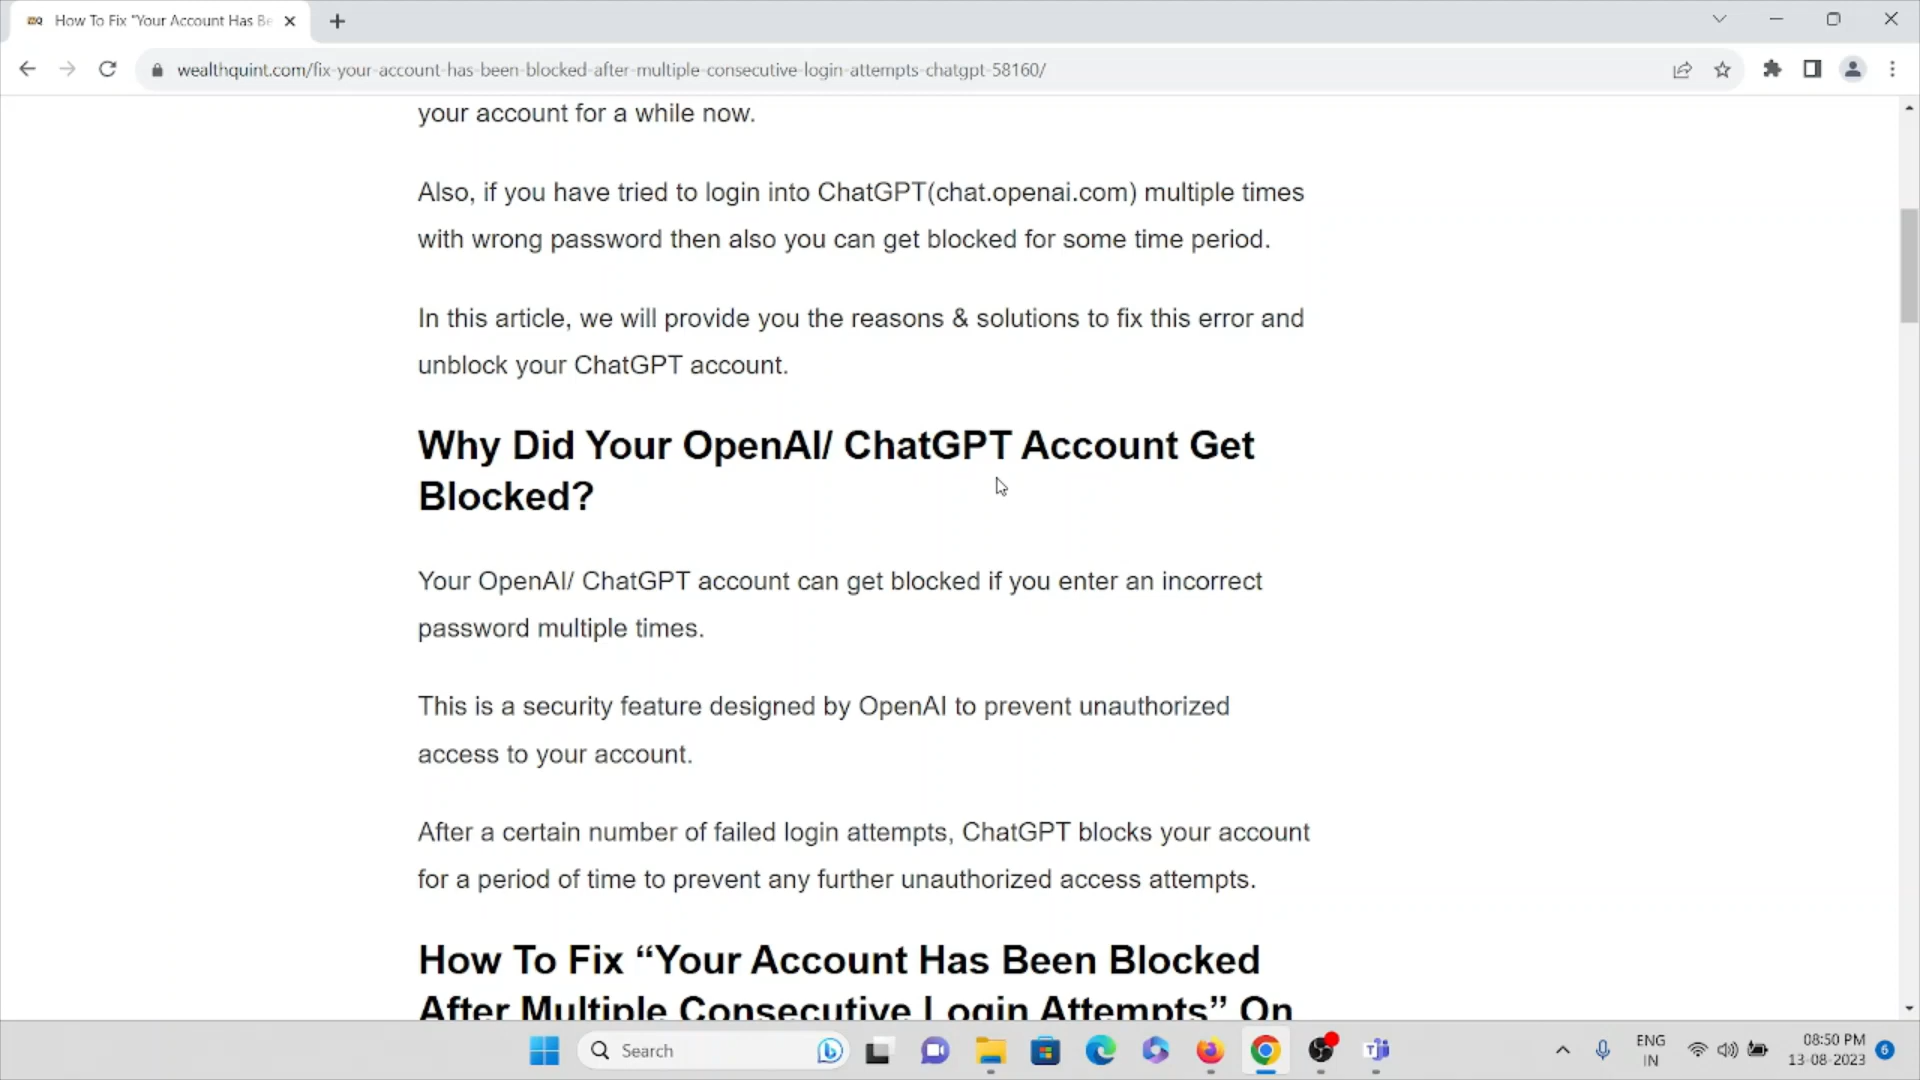 How To Fix "Your Account Has Be
wealthquint.com/fix-your-account-has-been-blocked-after-multiple-consecutive-login-attempts-chatgpt-58160/
your account for a while now.
Also, if you have tried to login into ChatGPT(chat.openai.com) multiple times
with wrong password then also you can get blocked for some time period.
In this article, we will provide you the reasons & solutions to fix this error and
unblock your ChatGPT account.
Why Did Your OpenAI/ ChatGPT Account Get
Blocked?
Your OpenAI/ ChatGPT account can get blocked if you enter an incorrect
password multiple times.
This is a security feature designed by OpenAI to prevent unauthorized
access to your account.
After a certain number of failed login attempts, ChatGPT blocks your account
for a period of time to prevent any further unauthorized access attempts.
How To Fix “Your Account Has Been Blocked
After Multiple Consecutive Login Attempts” On
Search
ENG
IN
08:50 PM
13-08-2023
6